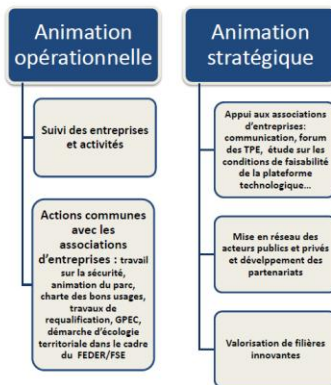 Animation
opérationnelle
Suivi des entreprises
et activités
Actions communes
avec les
associations
d'entreprises : travail
sur la sécurité,
animation du parc,
charte des bons usages,
travaux de
requalification, GPEC,
démarche d'écologie
territoriale dans le cadre
du FEDER/FSE
Animation
stratégique
Appui aux associations
d'entreprises:
communication, forum
des TPE, étude sur les
conditions de faisabilité
de la plateforme
technologique...
Mise en réseau des
acteurs publics et privés
et dévelppement des
partenariats
Valorisation de filières
innovantes